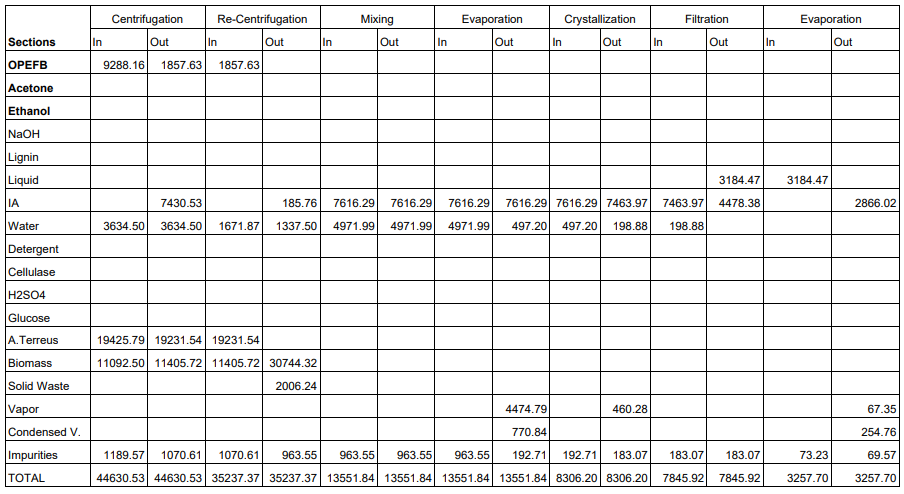 Centrifugation Re-Centrifugation Mixing Evaporation Crystallization Filtration Evaporation
Sections In Out In Out In Out In Out In Out In Out In Out
OPEFB 9288.16 1857.63 1857.63
Acetone
Ethanol
NaOH
Lignin
Liquid 3184.47 3184.47
IA 7430.53 185.76 7616.29 7616.29 7616.29 7616.29 7616.29 7463.97 7463.97 4478.38 2866.02
Water 3634.50 3634.50 1671.87 1337.50 4971.99 4971.99 4971.99 497.20 497.20 198.88 198.88
Detergent
Cellulase
H2SO4
Glucose
A.Terreus 19425.79 19231.54 19231.54
Biomass 11092.50 11405.72 11405.72 30744.32
Solid Waste 2006.24
Vapor 4474.79 460.28 67.35
Condensed V. 770.84 254.76
Impurities 1189.57 1070.61 1070.61 963.55 963.55 963.55 963.55 192.71 192.71 183.07 183.07 183.07 73.23 69.57
TOTAL 44630.53 44630.53 35237.37 35237.37 13551.84 13551.84 13551.84 13551.84 8306.20 8306.20 7845.92 7845.92 3257.70 3257.70